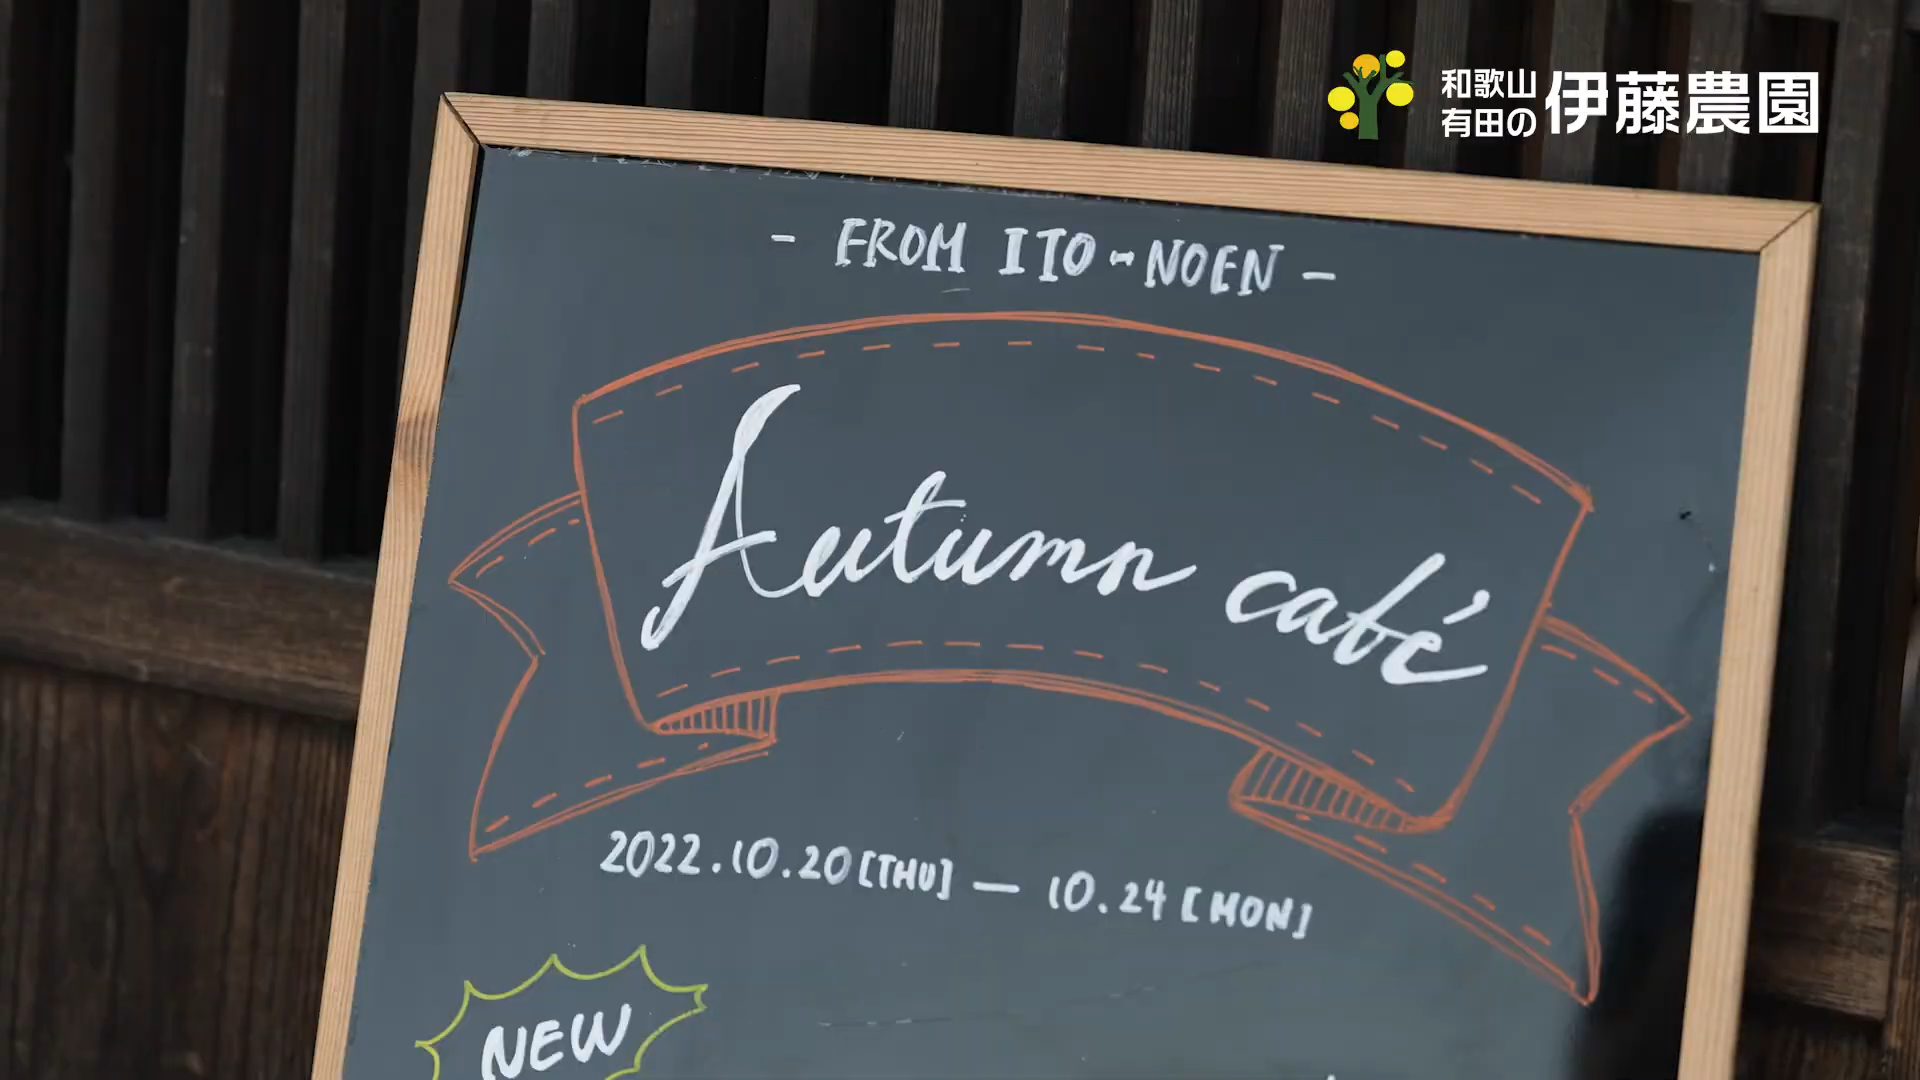 和歌山
有田の
伊藤農園
- FROM ITO-NOEN -
Autumn café
2022.10.20[THU] — 10.24[MON]
NEW